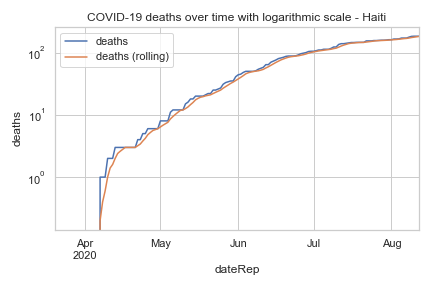 COVID-19 deaths over time with logarithmic scale - Haiti
deaths
deaths (rolling)
10²
10¹
10⁰
deaths
Apr
2020
May
Jun
Jul
Aug
dateRep